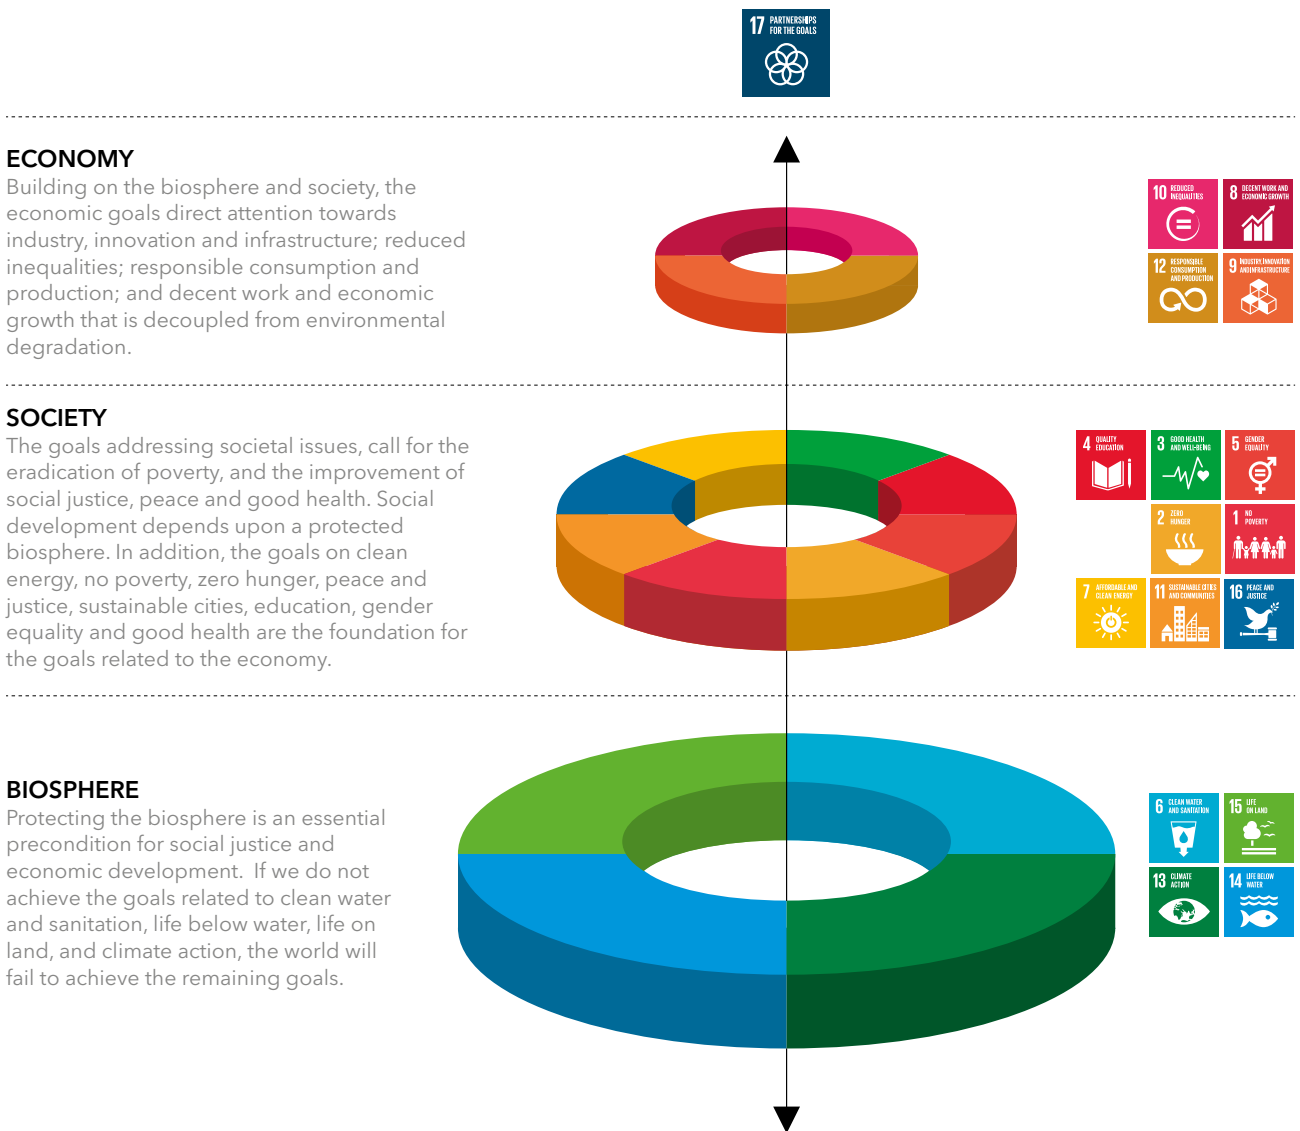 17 PARTNERSHIPS
FOR THE GOALS
ECONOMY
Building on the biosphere and society, the
economic goals direct attention towards
industry, innovation and infrastructure; reduced
inequalities; responsible consumption and
production; and decent work and economic
growth that is decoupled from environmental
degradation.
10 REDUCED
INEQUALITIES
8 DECENT WORK AND
ECONOMIC GROWTH
12 RESPONSIBLE
CONSUMPTION
AND PRODUCTION
9 INDUSTRY, INNOVATION
AND INFRASTRUCTURE
SOCIETY
The goals addressing societal issues, call for the
eradication of poverty, and the improvement of
social justice, peace and good health. Social
development depends upon a protected
biosphere. In addition, the goals on clean
energy, no poverty, zero hunger, peace and
justice, sustainable cities, education, gender
equality and good health are the foundation for
the goals related to the economy.
4 QUALITY
EDUCATION
3 GOOD HEALTH
AND WELL-BEING
5 GENDER
EQUALITY
2 ZERO
HUNGER
1 NO
POVERTY
7 AFFORDABLE AND
CLEAN ENERGY
11 SUSTAINABLE CITIES
AND COMMUNITIES
16 PEACE AND
JUSTICE
BIOSPHERE
Protecting the biosphere is an essential
precondition for social justice and
economic development. If we do not
achieve the goals related to clean water
and sanitation, life below water, life on
land, and climate action, the world will
fail to achieve the remaining goals.
6 CLEAN WATER
AND SANITATION
15 LIFE
ON LAND
13 CLIMATE
ACTION
14 LIFE BELOW
WATER